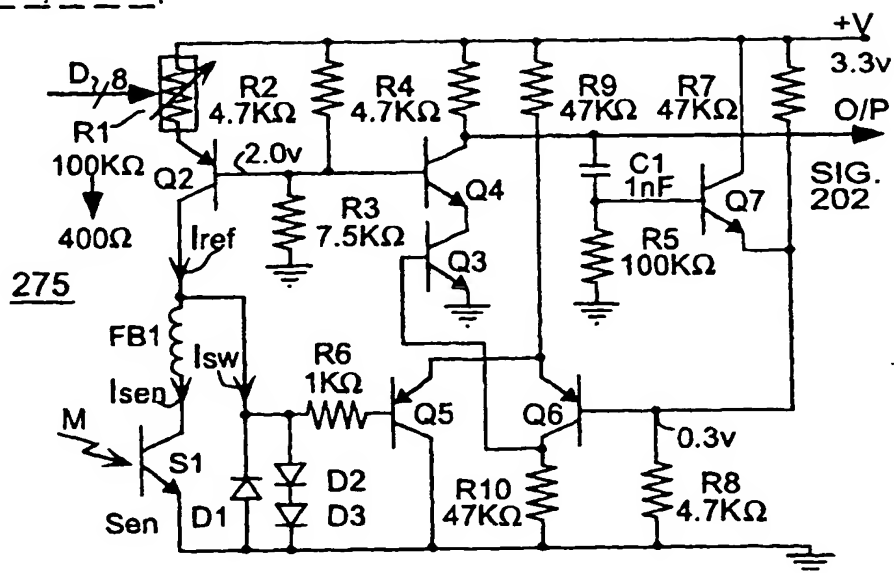 +V
3.3v
D 8
R1
100KΩ
400Ω
R2
4.7KΩ
R4
4.7KΩ
R9
47KΩ
R7
47KΩ
O/P
SIG.
202
Q2
2.0v
Q4
C1
1nF
Q7
R3
7.5KΩ
Q3
R5
100KΩ
Iref
275
FB1
Isw
Isen
R6
1KΩ
Q5
Q6
0.3v
M
S1
Sen
D1
D2
D3
R10
47KΩ
R8
4.7KΩ